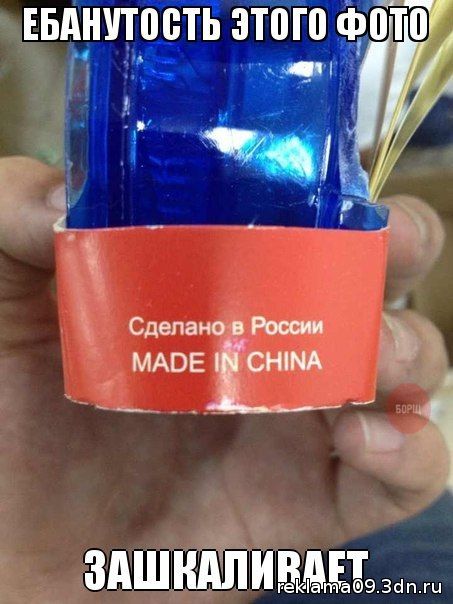 ЕБАНУТОСТЬ ЭТОГО ФОТО
Сделано в России
MADE IN CHINA
БОРЩ
ЗАШКАЛИВАЕТ
reklama09.3dn.ru